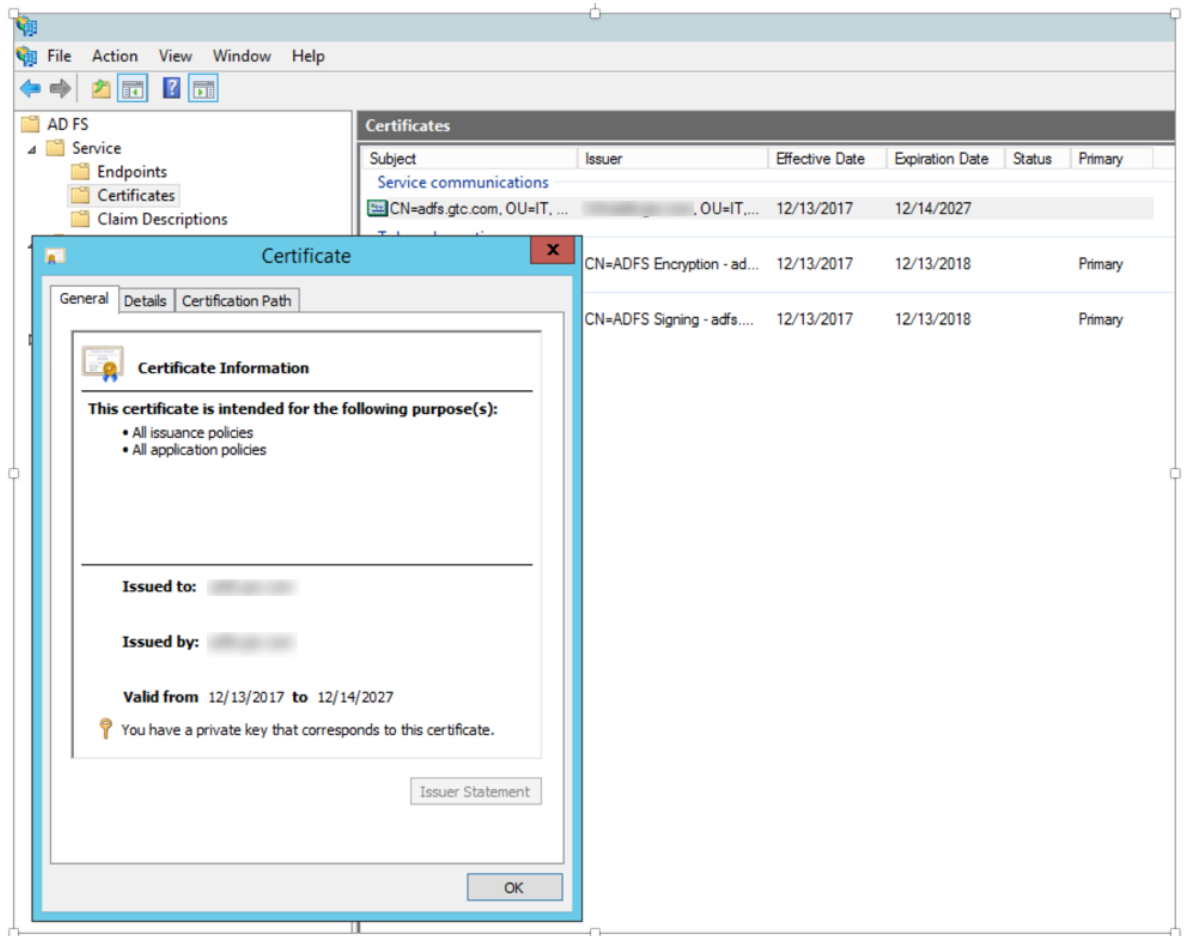 File Action View Window Help
AD FS
Service
Endpoints
Certificates
Claim Descriptions
Certificates
Subject Issuer Effective Date Expiration Date Status Primary
Service communications
CN=adfs.gtc.com, OU=IT, ... , OU=IT,... 12/13/2017 12/14/2027
CN=ADFS Encryption - ad... 12/13/2017 12/13/2018 Primary
CN=ADFS Signing - adfs.... 12/13/2017 12/13/2018 Primary
Certificate
x
General Details Certification Path
Certificate Information
This certificate is intended for the following purpose(s):
• All issuance policies
• All application policies
Issued to:
Issued by:
Valid from 12/13/2017 to 12/14/2027
You have a private key that corresponds to this certificate.
Issuer Statement
OK